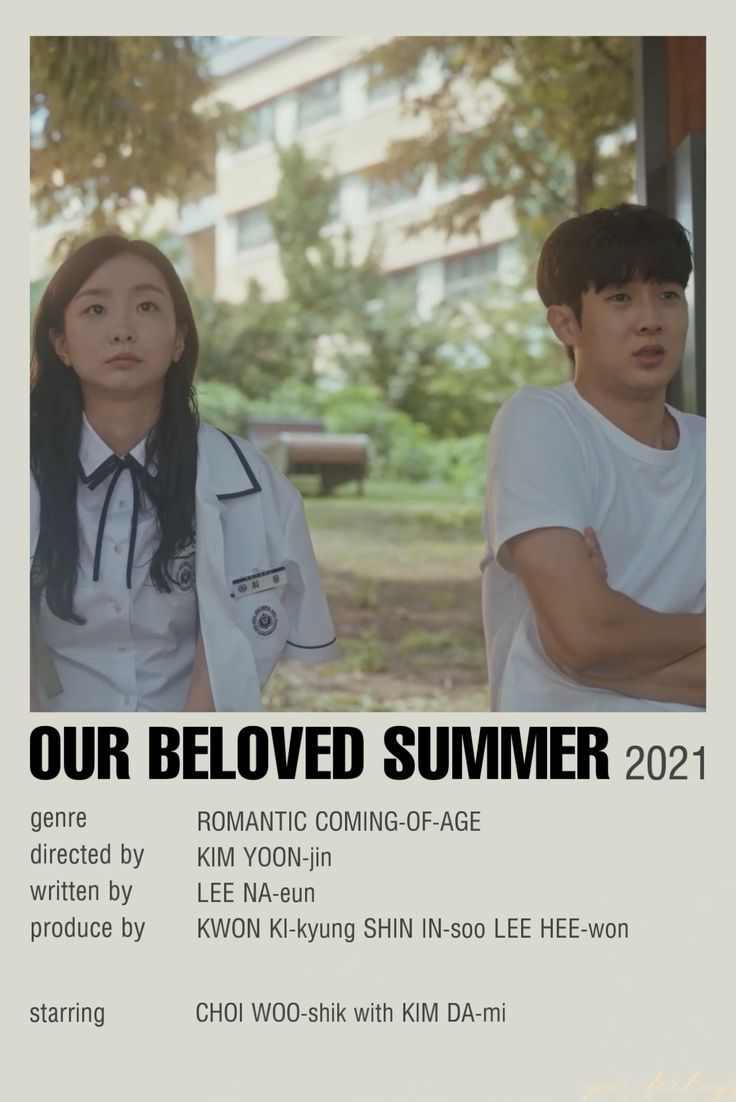 최 웅
OUR BELOVED SUMMER 2021
genre ROMANTIC COMING-OF-AGE
directed by KIM YOON-jin
written by LEE NA-eun
produce by KWON KI-kyung SHIN IN-soo LEE HEE-won
starring CHOI WOO-shik with KIM DA-mi